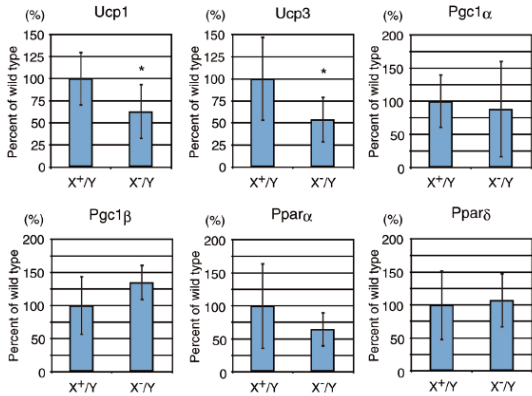 Ucp1
(%)
Percent of wild type
150
125
100
75
50
25
0
*
X+/Y X-/Y
Ucp3
(%)
Percent of wild type
150
125
100
75
50
25
0
*
X+/Y X-/Y
Pgc1α
(%)
Percent of wild type
200
150
100
50
0
X+/Y X-/Y
Pgc1β
(%)
Percent of wild type
200
150
100
50
0
X+/Y X-/Y
Pparα
(%)
Percent of wild type
200
150
100
50
0
X+/Y X-/Y
Pparδ
(%)
Percent of wild type
200
150
100
50
0
X+/Y X-/Y